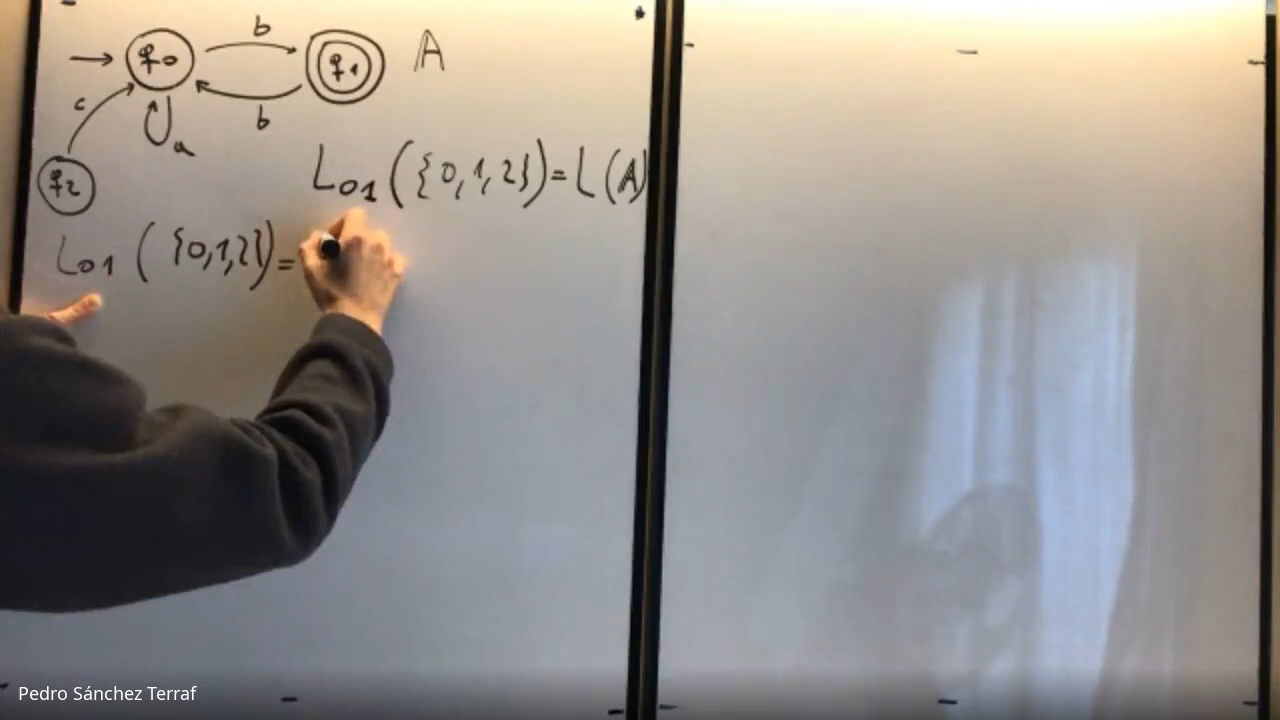 b
→ q0 q1 A
c b
a
q2
L01 ({0,1,2}) = L(A)
L01 ({0,1,2}) =
Pedro Sánchez Terraf